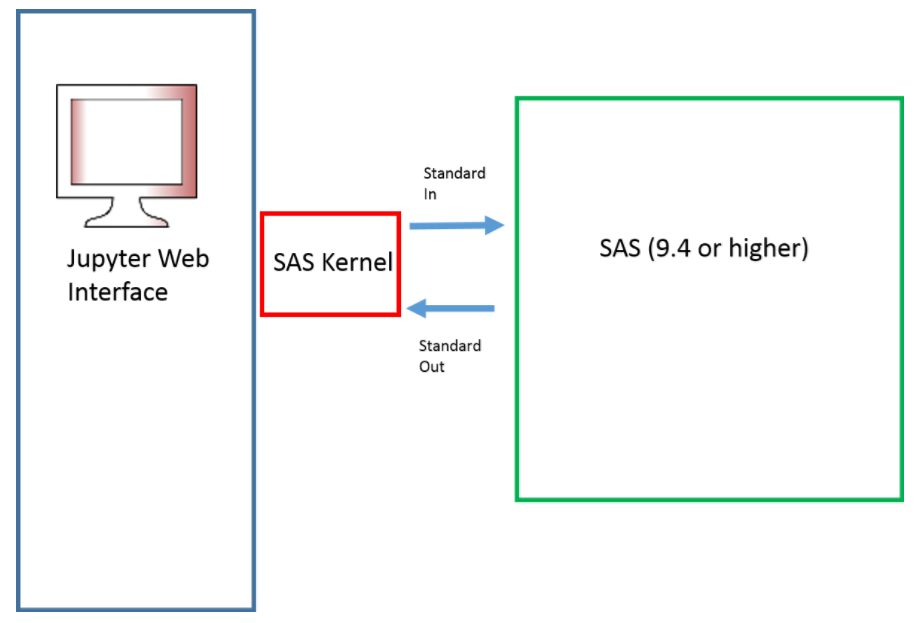 Jupyter Web
Interface
SAS Kernel
Standard
In
Standard
Out
SAS (9.4 or higher)